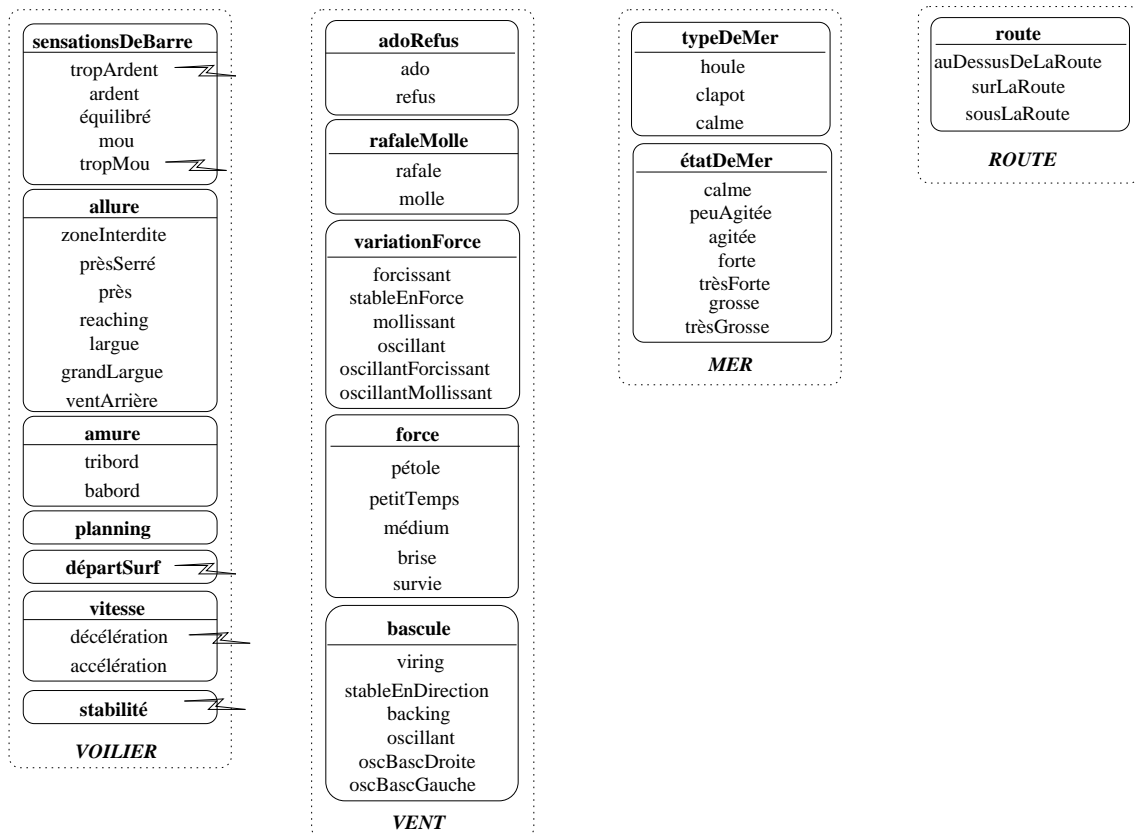 sensationsDeBarre
tropArdent
ardent
équilibré
mou
tropMou
allure
zoneInterdite
prèsSerré
près
reaching
largue
grandLargue
ventArrière
amure
tribord
babord
planning
départSurf
vitesse
décélération
accélération
stabilité
VOILIER
adoRefus
ado
refus
rafaleMolle
rafale
molle
variationForce
forcissant
stableEnForce
mollissant
oscillant
oscillantForcissant
oscillantMollissant
force
pétole
petitTemps
médium
brise
survie
bascule
viring
stableEnDirection
backing
oscillant
oscBascDroite
oscBascGauche
VENT
typeDeMer
houle
clapot
calme
étatDeMer
calme
peuAgitée
agitée
forte
trèsForte
grosse
trèsGrosse
MER
route
auDessusDeLaRoute
surLaRoute
sousLaRoute
ROUTE